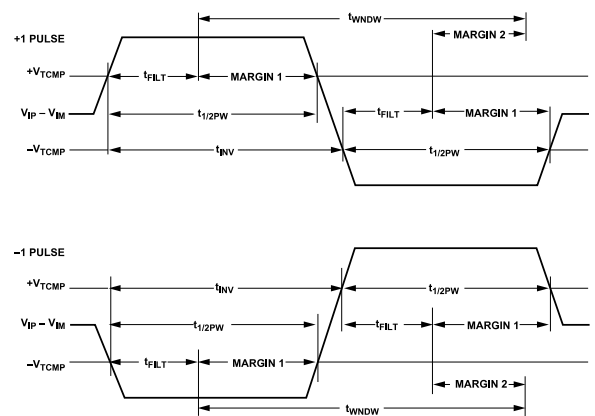 tWNDW
+1 PULSE
MARGIN 2
+VTCMP
tFILT
MARGIN 1
tFILT
MARGIN 1
VIP – VIM
t1/2PW
–VTCMP
tINV
t1/2PW
–1 PULSE
+VTCMP
tINV
t1/2PW
VIP – VIM
t1/2PW
tFILT
MARGIN 1
–VTCMP
tFILT
MARGIN 1
MARGIN 2
tWNDW